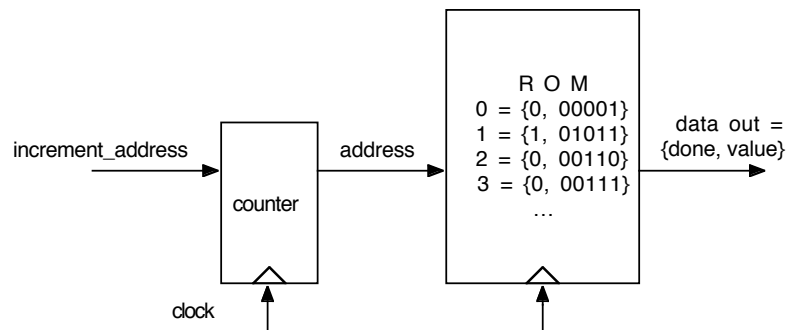 R O M
0 = {0, 00001}
1 = {1, 01011}
2 = {0, 00110}
3 = {0, 00111}
...
data out =
{done, value}
increment_address
address
counter
clock